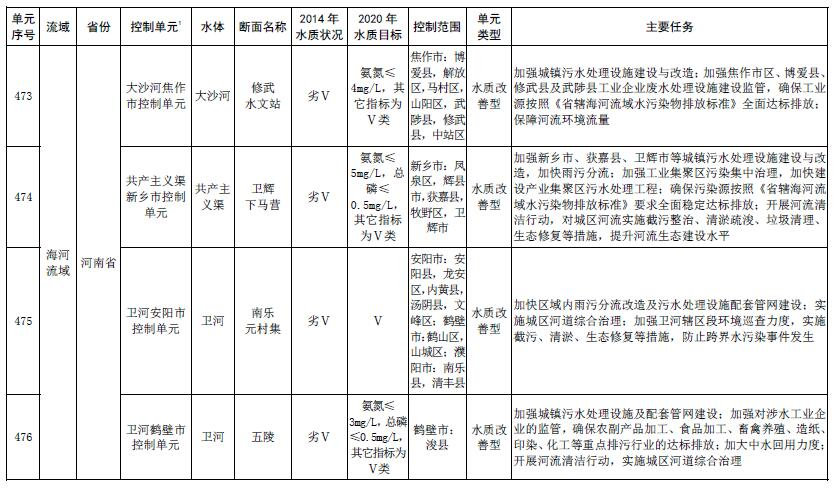 单元
序号
流域
省份
控制单元1
水体
断面名称
2014 年
水质状况
2020 年
水质目标
控制范围
单元
类型
主要任务
海河
流域
河南省
473
大沙河焦作
市控制单元
大沙河
修武
水文站
劣Ⅴ
氨氮≤
4mg/L，其
它指标为
Ⅴ类
焦作市：博
爱县，解放
区,马村区，
山阳区，武
陟县，修武
县，中站区
水质改
善型
加强城镇污水处理设施建设与改造；加强焦作市区、博爱县、
修武县及武陟县工业企业废水处理设施建设监管，确保工业
源按照《省辖海河流域水污染物排放标准》全面达标排放；
保障河流环境流量
474
共产主义渠
新乡市控制
单元
共产主
义渠
卫辉
下马营
劣Ⅴ
氨氮≤
5mg/L，总
磷≤
0.5mg/L，
其它指标
为Ⅴ类
新乡市：凤
泉区，辉县
市,获嘉县，
牧野区，卫
辉市
水质改
善型
加强新乡市、获嘉县、卫辉市等城镇污水处理设施建设与改
造，加快雨污分流；加强工业集聚区污染集中治理，加快建
设产业集聚区污水处理工程；确保污染源按照《省辖海河流
域水污染物排放标准》要求全面稳定达标排放；开展河流清
洁行动，对城区河流实施截污整治、清淤疏浚、垃圾清理、
生态修复等措施，提升河流生态建设水平
475
卫河安阳市
控制单元
卫河
南乐
元村集
劣Ⅴ
Ⅴ
安阳市：安
阳县，龙安
区,内黄县，
汤阴县，文
峰区；鹤壁
市：鹤山区，
山城区；濮
阳市：南乐
县，清丰县
水质改
善型
加快区域内雨污分流改造及污水处理设施配套管网建设；实
施城区河道综合治理；加强卫河辖区段环境巡查力度，实施
截污、清淤、生态修复等措施，防止跨界水污染事件发生
476
卫河鹤壁市
控制单元
卫河
五陵
劣Ⅴ
氨氮≤
3mg/L，总磷
≤0.5mg/L，
其它指标为
Ⅴ类
鹤壁市：
浚县
水质改
善型
加强城镇污水处理设施及配套管网建设；加强对涉水工业企
业的监管，确保农副产品加工、食品加工、畜禽养殖、造纸、
印染、化工等重点排污行业的达标排放；加大中水回用力度；
开展河流清洁行动，实施城区河道综合治理